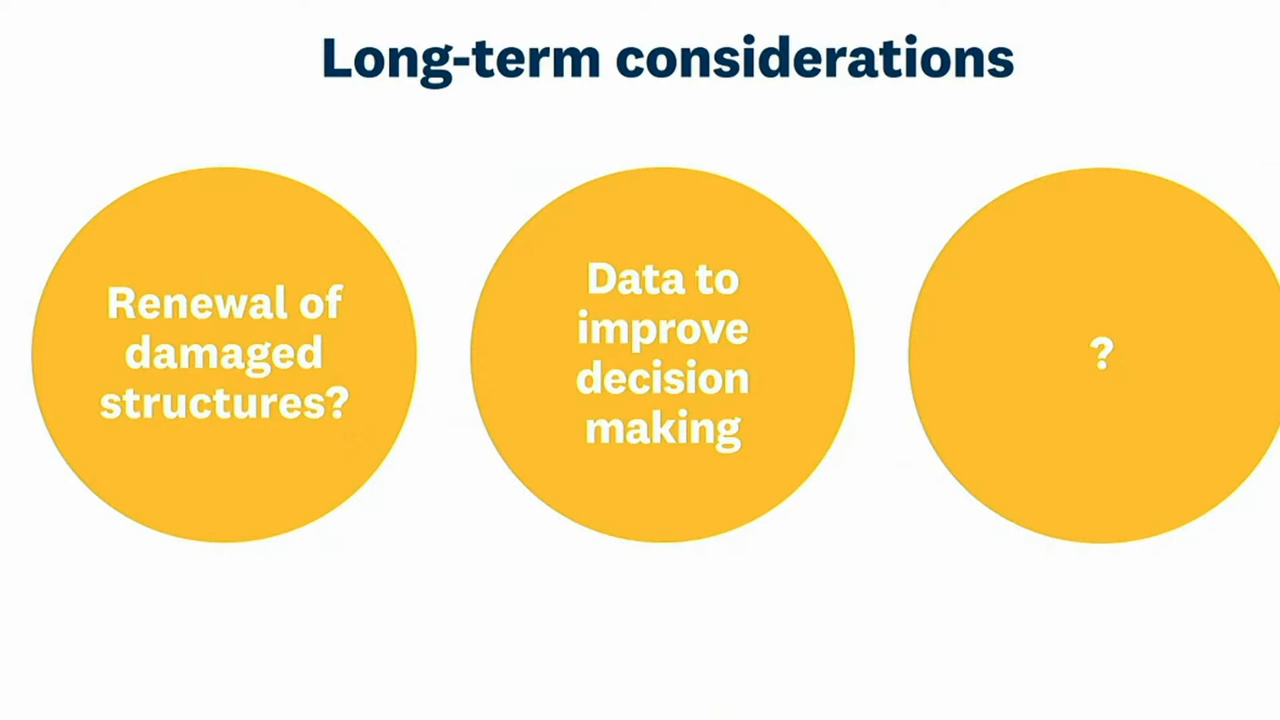 Long-term considerations
Renewal of
damaged
structures?
Data to
improve
decision
making
?